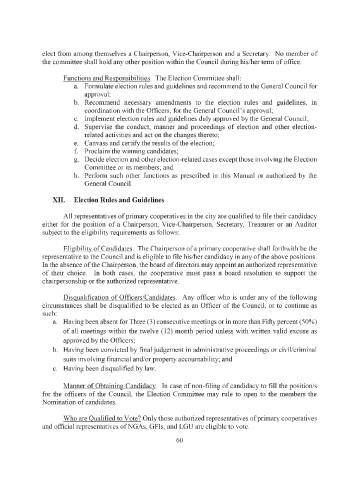 elect from among themselves a Chairperson, Vice-Chairperson and a Secretary. No member of
the committee shall hold any other position within the Council during his/her term of office.
Functions and Responsibilities. The Election Committee shall:
a. Formulate election rules and guidelines and recommend to the General Council for
approval;
b. Recommend necessary amendments to the election rules and guidelines, in
coordination with the Officers, for the General Council's approval;
c. Implement election rules and guidelines duly approved by the General Council;
d. Supervise the conduct, manner and proceedings of election and other election-
related activities and act on the changes thereto;
e. Canvass and certify the results of the election;
f. Proclaim the winning candidates;
g. Decide election and other election-related cases except those involving the Election
Committee or its members; and
h. Perform such other functions as prescribed in this Manual or authorized by the
General Council
XII. Election Rules and Guidelines
All representatives of primary cooperatives in the city are qualified to file their candidacy
either for the position of a Chairperson, Vice-Chairperson, Secretary, Treasurer or an Auditor
subject to the eligibility requirements as follows:
Eligibility of Candidates. The Chairperson of a primary cooperative shall forthwith be the
representative to the Council and is eligible to file his/her candidacy in any of the above positions.
In the absence of the Chairperson, the board of directors may appoint an authorized representative
of their choice. In both cases, the cooperative must pass a board resolution to support the
chairpersonship or the authorized representative.
Disqualification of Officers/Candidates. Any officer who is under any of the following
circumstances shall be disqualified to be elected as an Officer of the Council, or to continue as
such:
a. Having been absent for Three (3) consecutive meetings or in more than Fifty percent (50%)
of all meetings within the twelve (12) month period unless with written valid excuse as
approved by the Officers;
b. Having been convicted by final judgement in administrative proceedings or civil/criminal
suits involving financial and/or property accountability; and
c. Having been disqualified by law.
Manner of Obtaining Candidacy. In case of non-filing of candidacy to fill the position/s
for the officers of the Council, the Election Committee may rule to open to the members the
Nomination of candidates.
Who are Qualified to Vote? Only those authorized representatives of primary cooperatives
and official representatives of NGAs, GFIs, and LGU are eligible to vote.
60